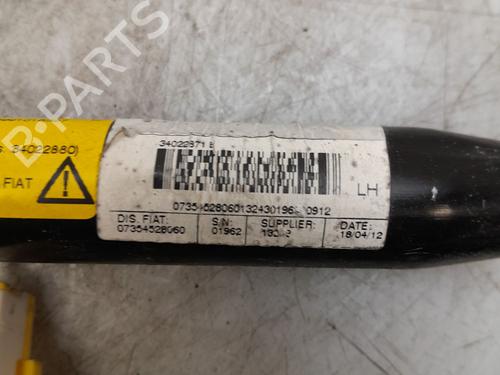 B-PARTS
34022880)
FIAT
34022871 B
LH
DIS. FIAT:
07354528060
S/N:
01962
SUPPLIER:
DATE:
18/04/12